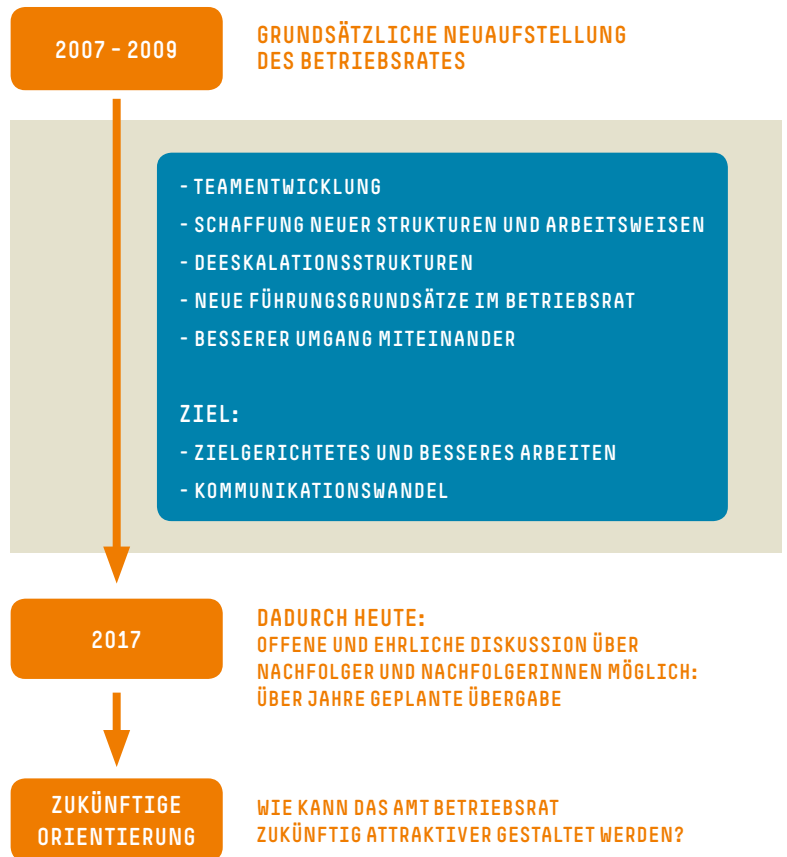 2007 – 2009
GRUNDSÄTZLICHE NEUAUFSTELLUNG
DES BETRIEBSRATES
- TEAMENTWICKLUNG
- SCHAFFUNG NEUER STRUKTUREN UND ARBEITSWEISEN
- DEESKALATIONSSTRUKTUREN
- NEUE FÜHRUNGSGRUNDSÄTZE IM BETRIEBSRAT
- BESSERER UMGANG MITEINANDER
ZIEL:
- ZIELGERICHTETES UND BESSERES ARBEITEN
- KOMMUNIKATIONSWANDEL
2017
DADURCH HEUTE:
OFFENE UND EHRLICHE DISKUSSION ÜBER
NACHFOLGER UND NACHFOLGERINNEN MÖGLICH:
ÜBER JAHRE GEPLANTE ÜBERGABE
ZUKÜNFTIGE
ORIENTIERUNG
WIE KANN DAS AMT BETRIEBSRAT
ZUKÜNFTIG ATTRAKTIVER GESTALTET WERDEN?